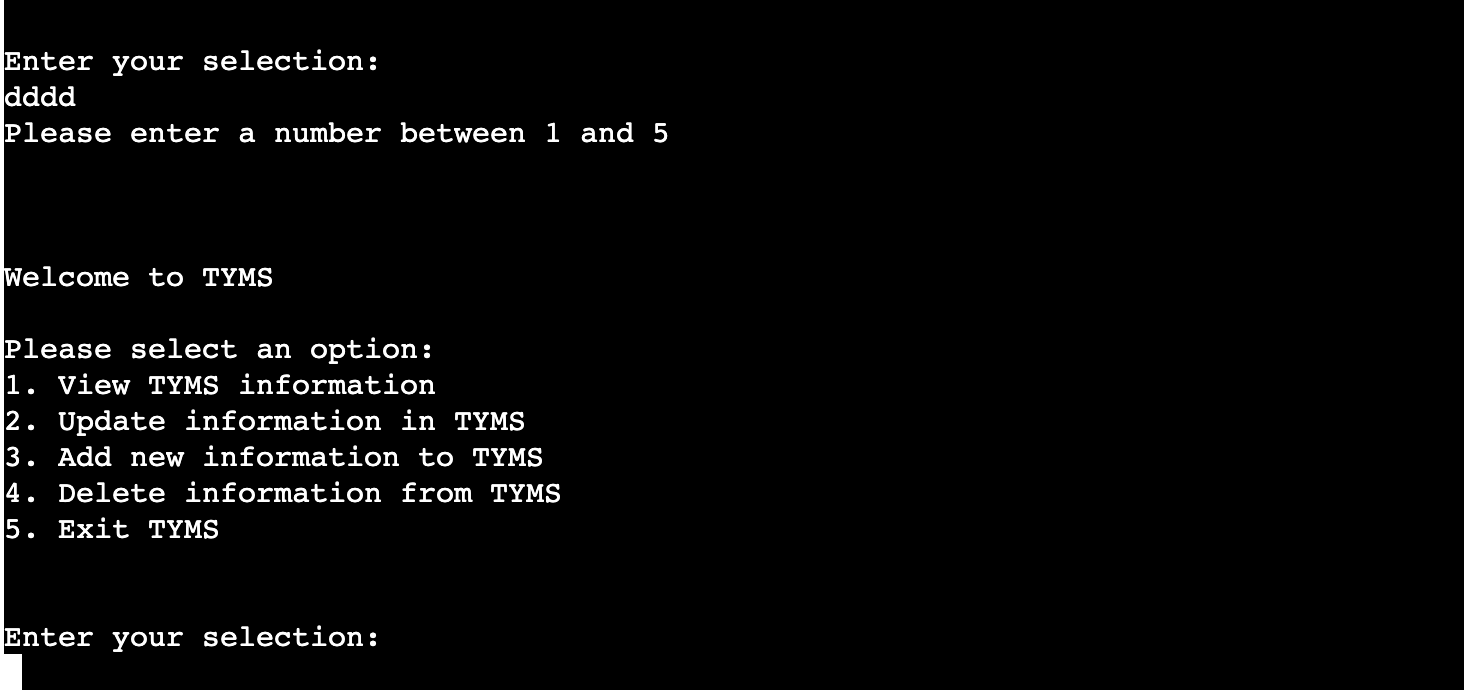 Enter your selection:
dddd
Please enter a number between 1 and 5
Welcome to TYMS
Please select an option:
1. View TYMS information
2. Update information in TYMS
3. Add new information to TYMS
4. Delete information from TYMS
5. Exit TYMS
Enter your selection: